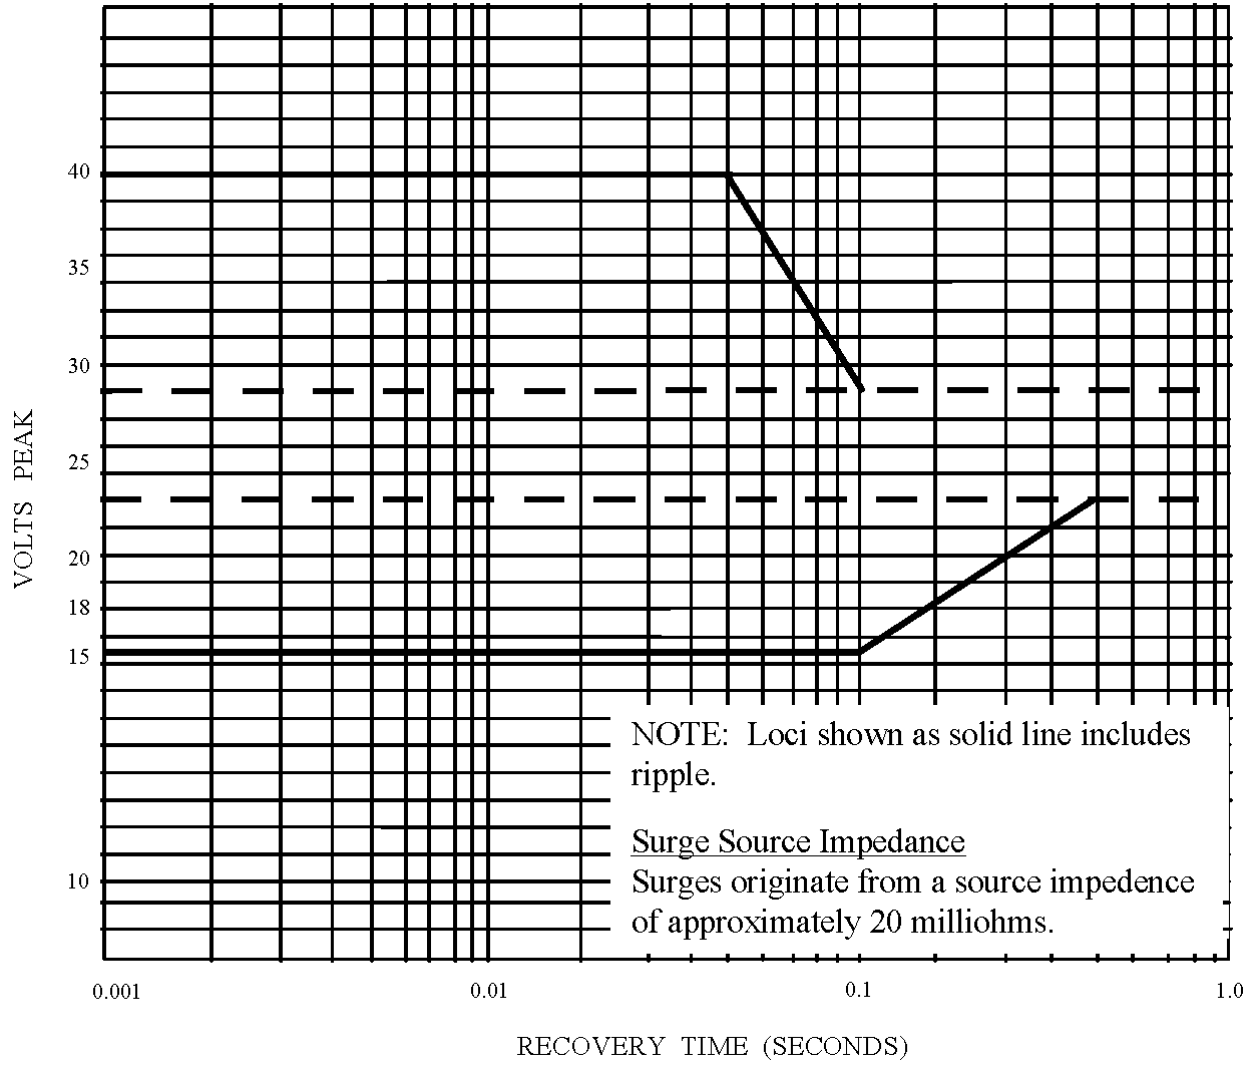 40
35
30
25
20
18
15
10
VOLTS PEAK
NOTE: Loci shown as solid line includes
ripple.
Surge Source Impedance
Surges originate from a source impedence
of approximately 20 milliohms.
0.001
0.01
0.1
1.0
RECOVERY TIME (SECONDS)